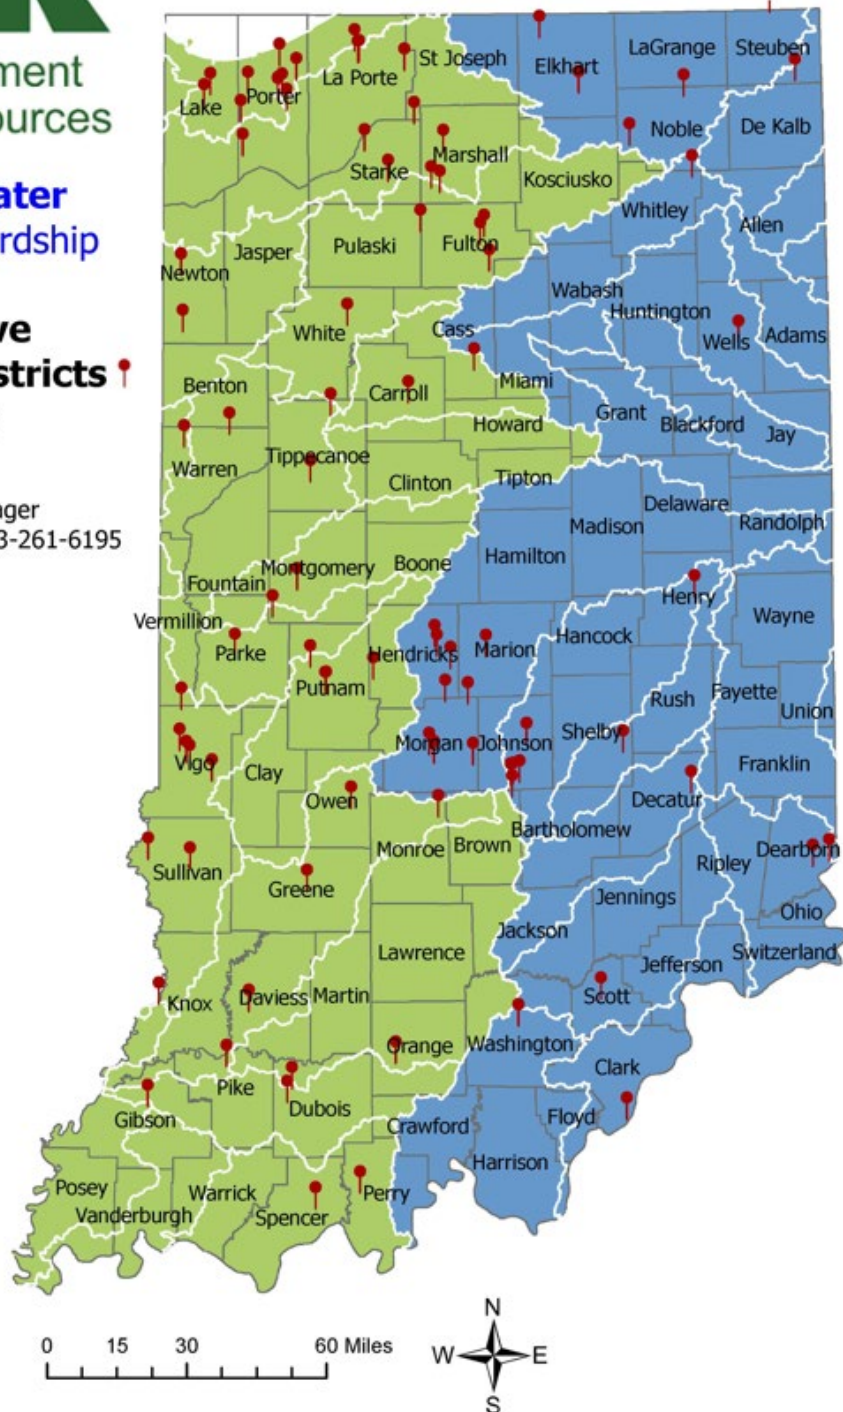 ment
ources
ater
rdship
ve
stricts
ger
3-261-6195
St Joseph
Elkhart
LaGrange
Steuben
Lake
Porter
La Porte
Noble
De Kalb
Starke
Marshall
Kosciusko
Whitley
Allen
Newton
Jasper
Pulaski
Fulton
Wabash
Huntington
White
Cass
Wells
Adams
Benton
Carroll
Miami
Grant
Blackford
Jay
Howard
Warren
Tippecanoe
Clinton
Tipton
Delaware
Madison
Randolph
Hamilton
Montgomery
Boone
Fountain
Henry
Vermillion
Wayne
Parke
Hendricks
Marion
Hancock
Putnam
Rush
Fayette
Union
Vigo
Clay
Morgan
Johnson
Shelby
Franklin
Owen
Decatur
Bartholomew
Monroe
Brown
Ripley
Dearborn
Sullivan
Greene
Jennings
Ohio
Jackson
Lawrence
Jefferson
Switzerland
Knox
Daviess
Martin
Scott
Orange
Washington
Pike
Clark
Gibson
Dubois
Crawford
Floyd
Harrison
Posey
Warrick
Perry
Vanderburgh
Spencer
0 15 30 60 Miles
N
W E
S